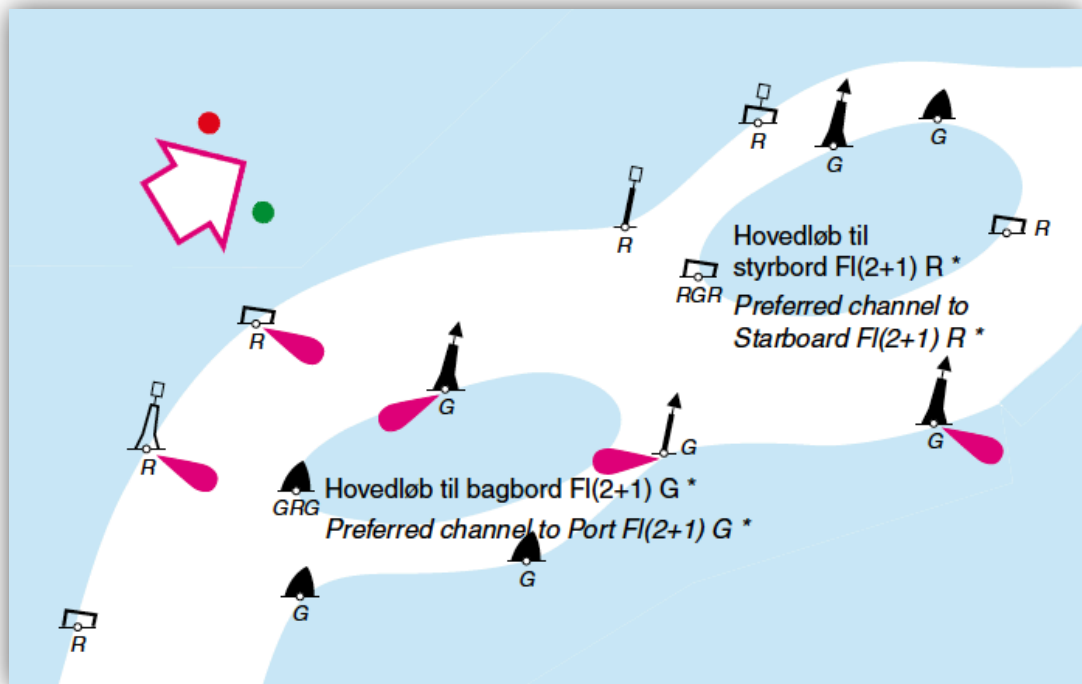 R
G
G
R
Hovedløb til
styrbord Fl(2+1) R *
Preferred channel to
Starboard Fl(2+1) R *
R
RGR
R
G
R
G
G
GRG
Hovedløb til bagbord Fl(2+1) G *
Preferred channel to Port Fl(2+1) G *
G
G
R